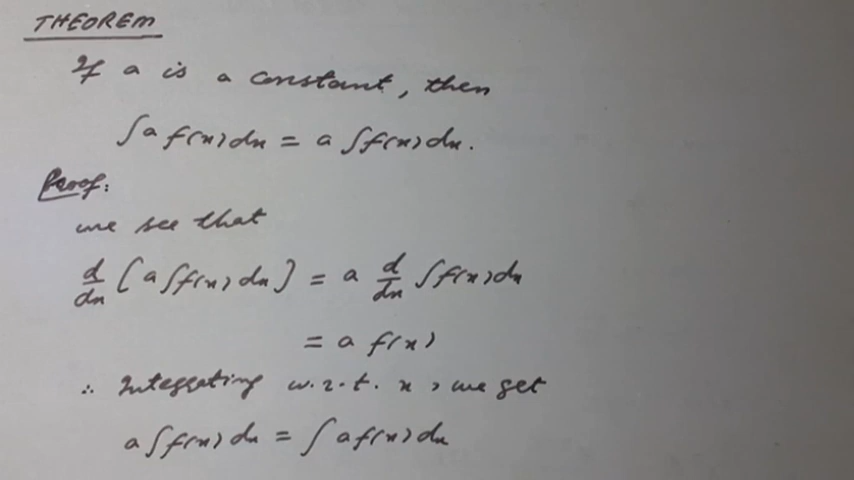 THEOREM
If a is a constant, then
∫a f(x) dx = a ∫f(x) dx.
Proof:
we see that
d/dx [a ∫f(x) dx] = a d/dx ∫f(x) dx
= a f(x)
∴ Integrating w.r.t. x, we get
a ∫f(x) dx = ∫ a f(x) dx